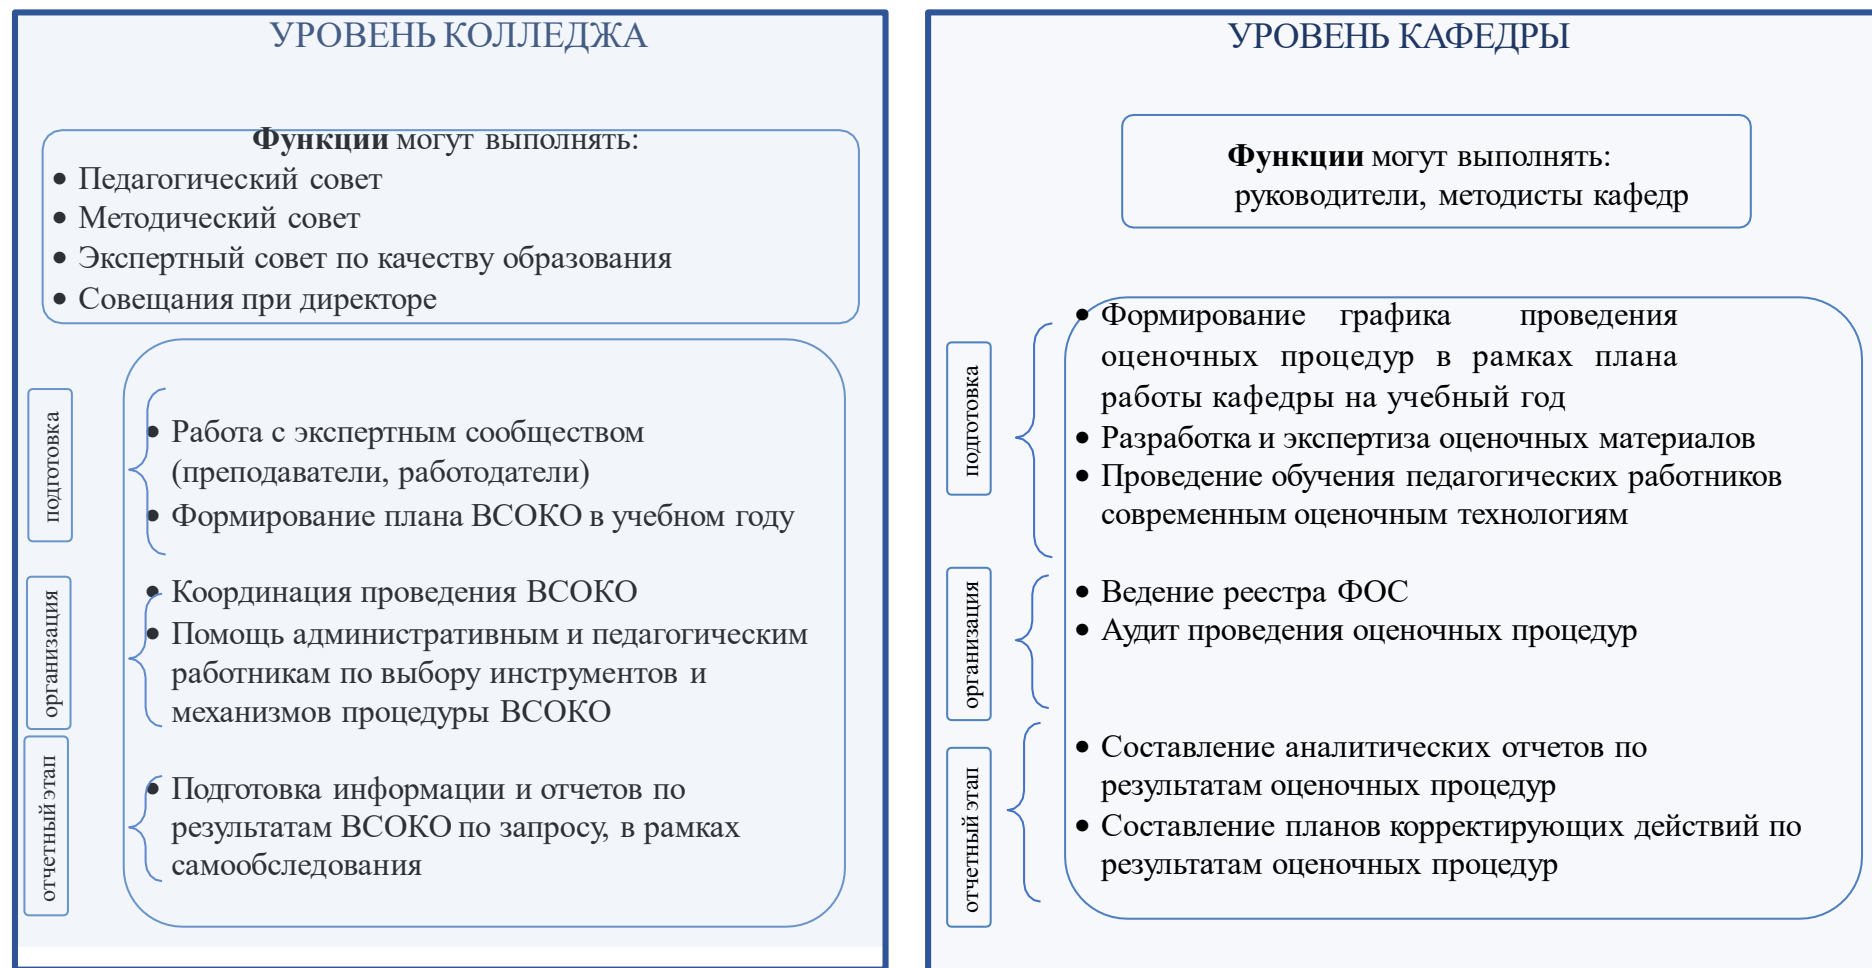 УРОВЕНЬ КОЛЛЕДЖА
Функции могут выполнять:
• Педагогический совет
• Методический совет
• Экспертный совет по качеству образования
• Совещания при директоре
подготовка
• Работа с экспертным сообществом
(преподаватели, работодатели)
• Формирование плана ВСОКО в учебном году
организация
• Координация проведения ВСОКО
• Помощь административным и педагогическим
работникам по выбору инструментов и
механизмов процедуры ВСОКО
отчетный этап
• Подготовка информации и отчетов по
результатам ВСОКО по запросу, в рамках
самообследования
УРОВЕНЬ КАФЕДРЫ
Функции могут выполнять:
руководители, методисты кафедр
подготовка
• Формирование графика проведения
оценочных процедур в рамках плана
работы кафедры на учебный год
• Разработка и экспертиза оценочных материалов
• Проведение обучения педагогических работников
современным оценочным технологиям
организация
• Ведение реестра ФОС
• Аудит проведения оценочных процедур
отчетный этап
• Составление аналитических отчетов по
результатам оценочных процедур
• Составление планов корректирующих действий по
результатам оценочных процедур